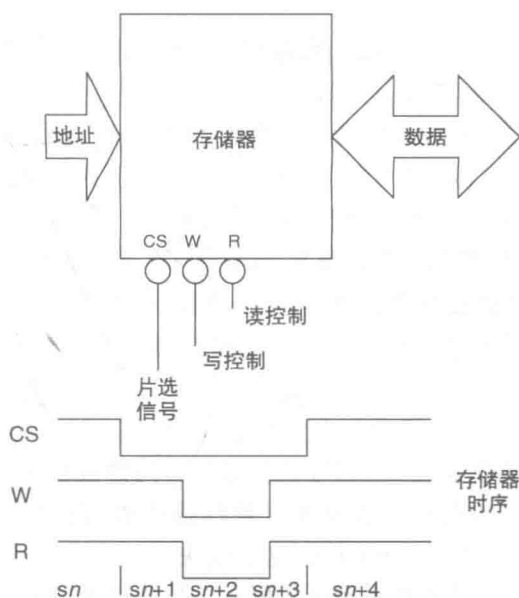 地址
存储器
数据
CS W R
读控制
写控制
片选
信号
CS
W
存储器
时序
R
sn sn+1 sn+2 sn+3 sn+4